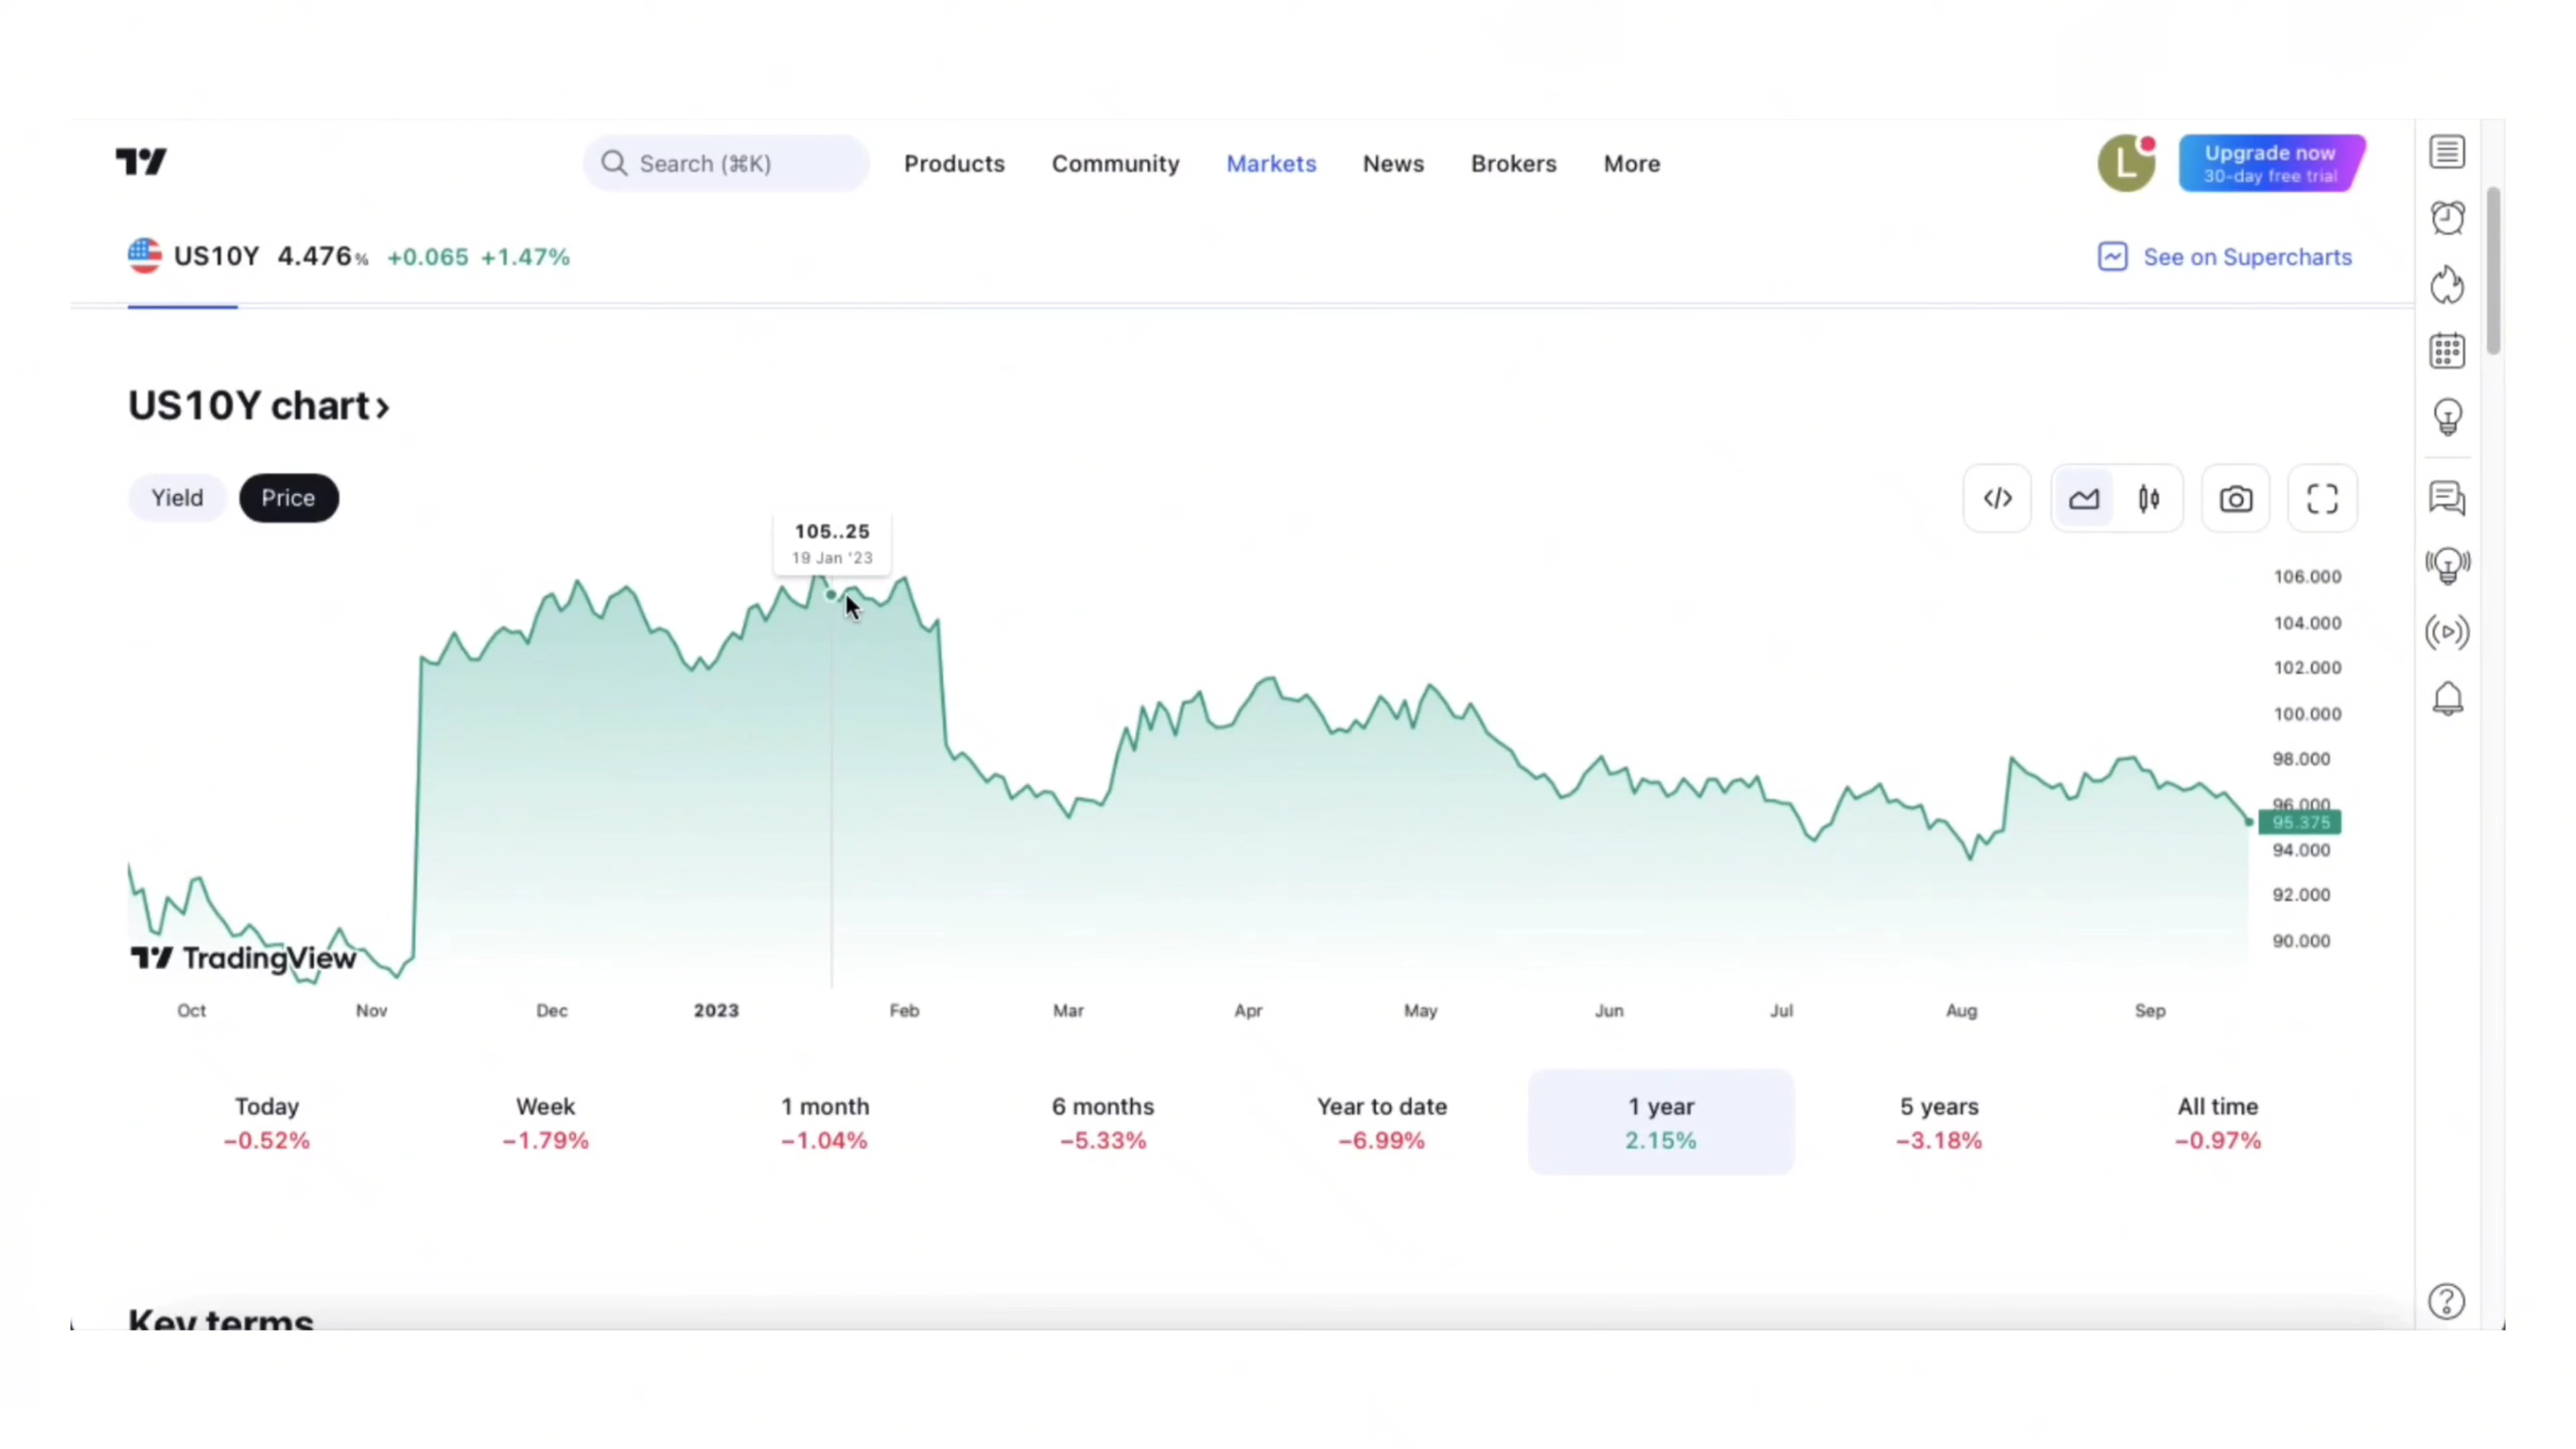 Search (⌘K)
Products
Community
Markets
News
Brokers
More
L
Upgrade now
30-day free trial
US10Y 4.476% +0.065 +1.47%
See on Supercharts
US10Y chart ›
Yield
Price
105..25
19 Jan '23
106.000
104.000
102.000
100.000
98.000
96.000
95.375
94.000
92.000
90.000
TradingView
Oct
Nov
Dec
2023
Feb
Mar
Apr
May
Jun
Jul
Aug
Sep
Today
−0.52%
Week
−1.79%
1 month
−1.04%
6 months
−5.33%
Year to date
−6.99%
1 year
2.15%
5 years
−3.18%
All time
−0.97%
Key terms